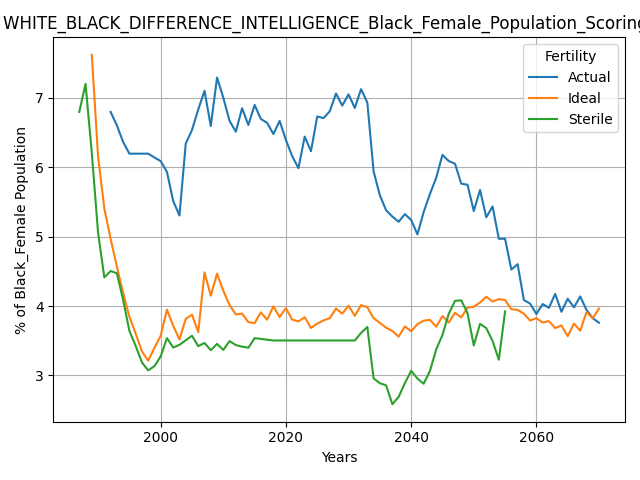 WHITE_BLACK_DIFFERENCE_INTELLIGENCE_Black_Female_Population_Scoring
Fertility
Actual
Ideal
Sterile
% of Black_Female Population
7
6
5
4
3
2000
2020
2040
2060
Years